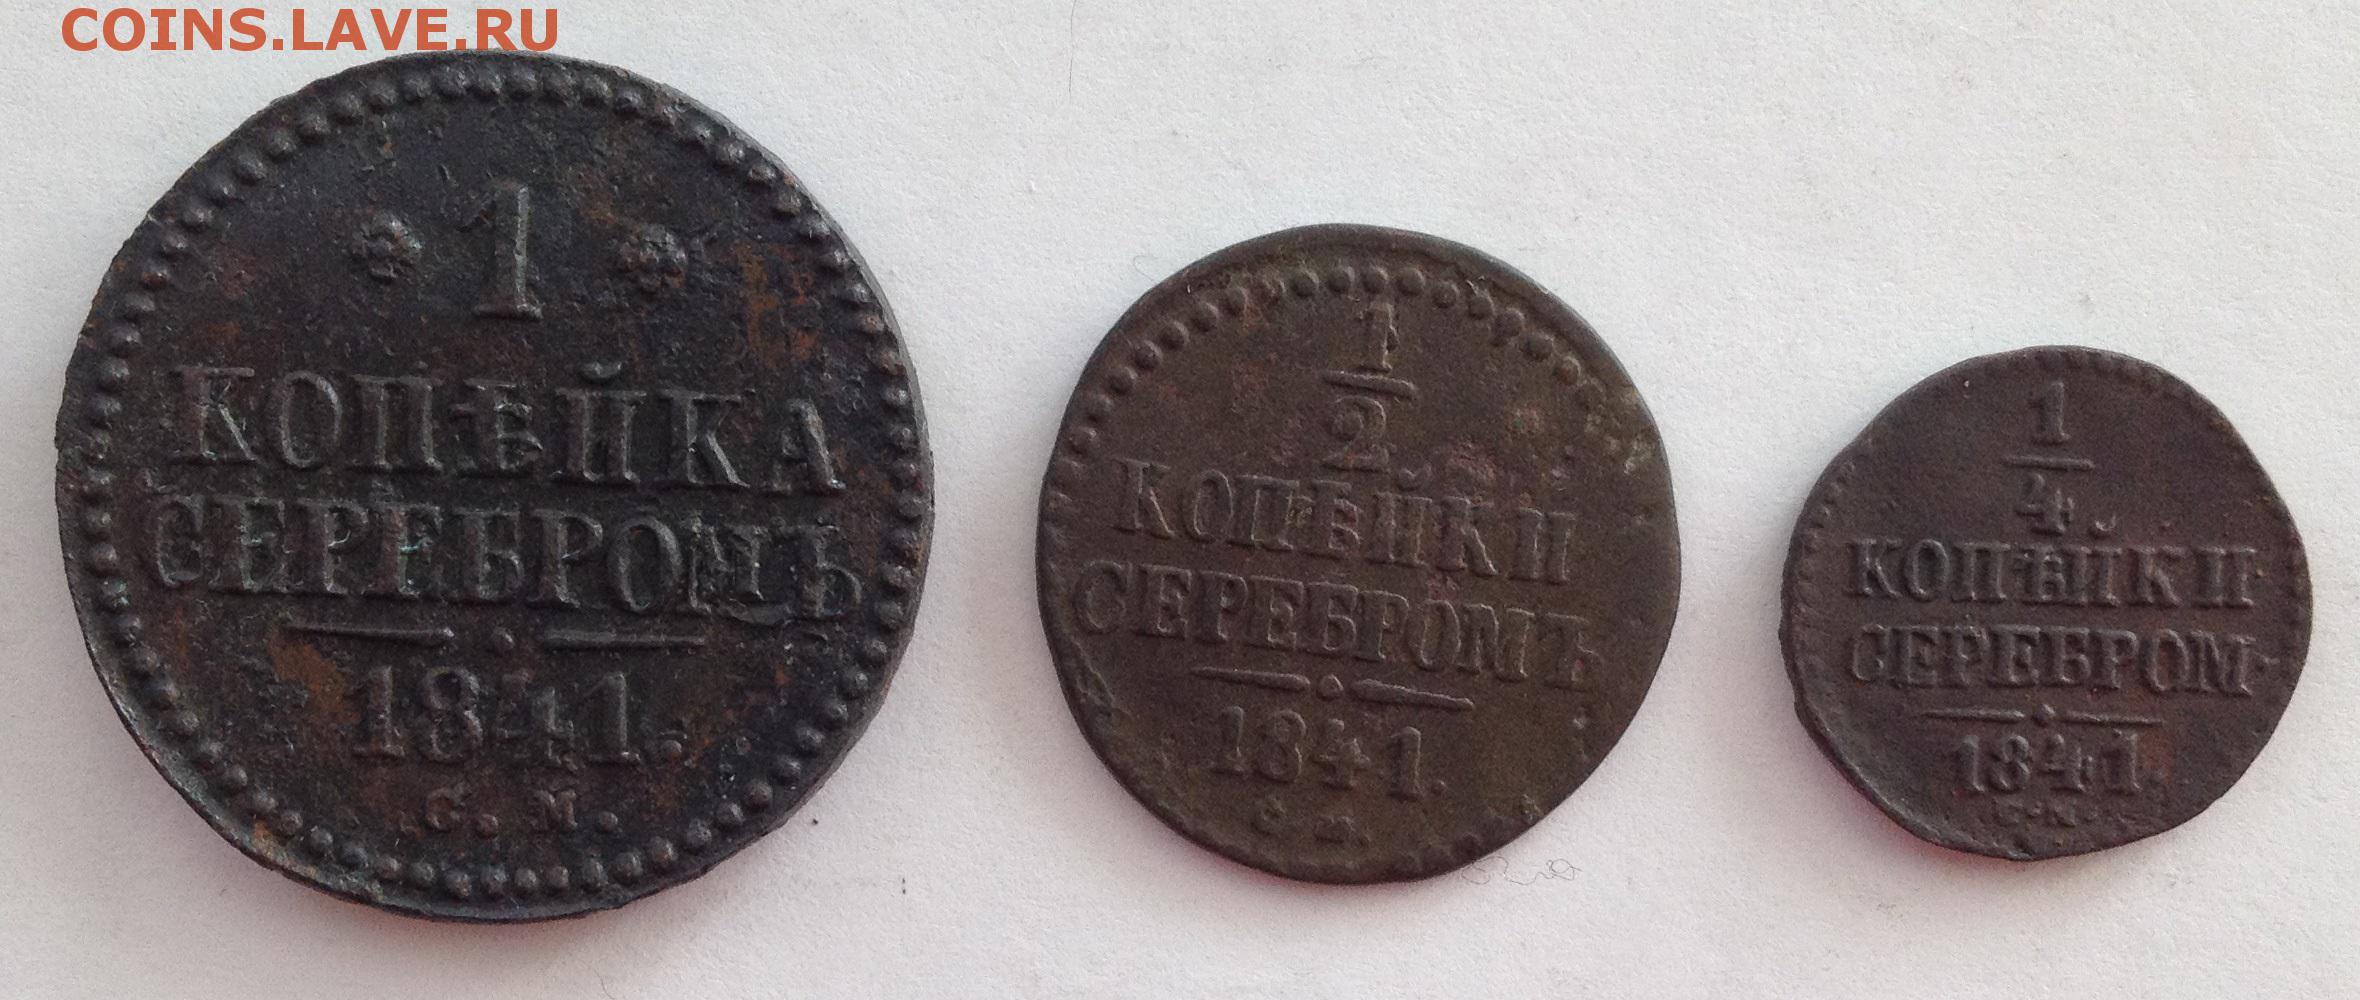 COINS.LAVE.RU
1
КОПѢЙКА
СЕРЕБРОМЪ
1841.
С. М.
1
2
КОПѢЙКИ
СЕРЕБРОМЪ
1841.
С М.
1
4
КОПѢЙКИ
СЕРЕБРОМ
1841.
С.М.